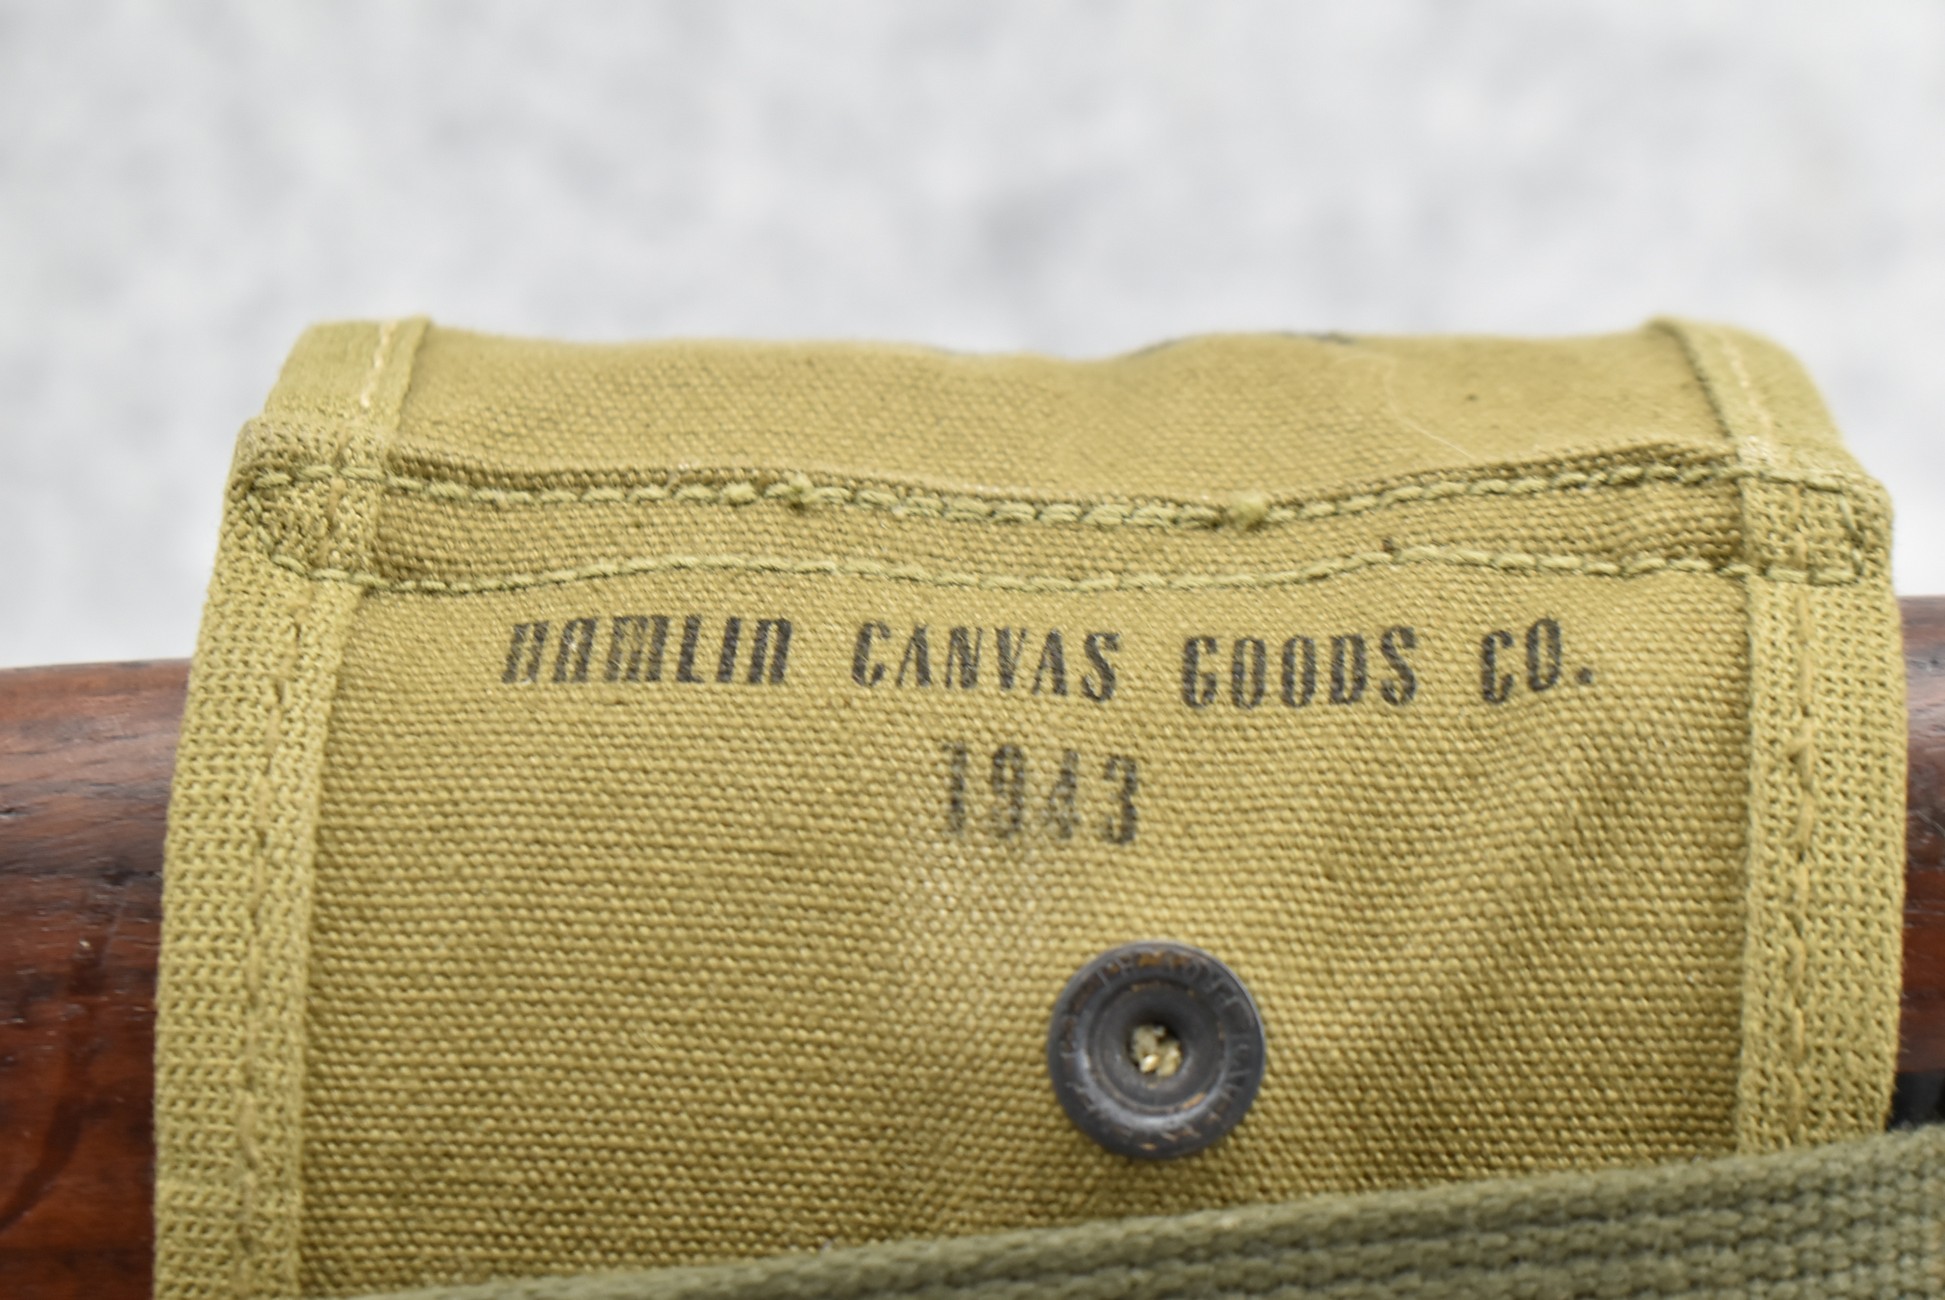 HAMLIN CANVAS GOODS CO.
1943